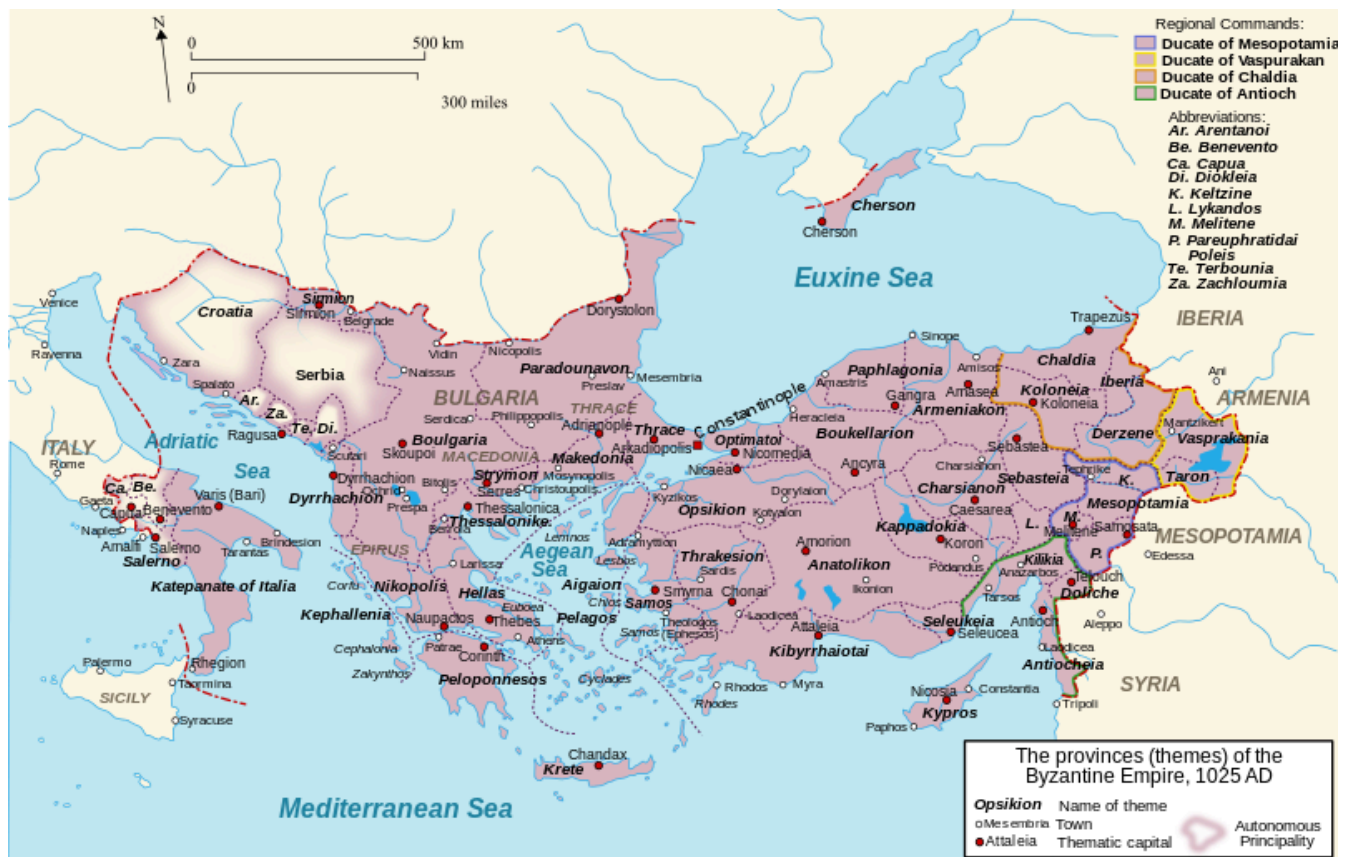 N
0
500 km
0
300 miles
Regional Commands:
Ducate of Mesopotamia
Ducate of Vaspurakan
Ducate of Chaldia
Ducate of Antioch
Abbreviations:
Ar. Arentanoi
Be. Benevento
Ca. Capua
Di. Diokleia
K. Keltzine
L. Lykandos
M. Melitene
P. Pareuphratidai
Poleis
Te. Terbounia
Za. Zachloumia
Cherson
Cherson
Euxine Sea
Venice
Ravenna
Croatia
Sirmion
Sirmion
Belgrade
Dorystolon
Zara
Spalato
Serbia
Vidin
Nicopolis
Naissus
Paradounavon
Preslav
Mesembria
BULGARIA
Ar.
Za.
Te.
Di.
Ragusa
Scutari
Serdica
Philippopolis
THRACE
Adrianople
Thrace
Arkadiopolis
Constantinople
Boulgaria
Skoupoi
MACEDONIA
Makedonia
Strymon
Serres
Mosynopolis
Christoupolis
ITALY
Rome
Adriatic
Sea
Ca.
Be.
Gaeta
Capua
Benevento
Naples
Amalfi
Salerno
Salerno
Varis (Bari)
Tarantas
Brindesion
Katepanate of Italia
Dyrrhachion
Dyrrhachion
Ohrid
Prespa
Bitolis
Thessalonica
Thessalonike
Berroia
EPIRUS
Corfu
Nikopolis
Larissa
Hellas
Kephallenia
Naupactos
Euboea
Thebes
Athens
Cephalonia
Patrae
Corinth
Zakynthos
Peloponnesos
Aegean
Sea
Lemnos
Lesbos
Aigaion
Pelagos
Chios
Samos
Samos
Cyclades
Chandax
Krete
Rhegion
Palermo
Taormina
SICILY
Syracuse
Mediterranean Sea
Sinope
Amastris
Paphlagonia
Amisos
Amasea
Gangra
Armeniakon
Heracleia
Optimatoi
Nicomedia
Nicaea
Boukellarion
Ancyra
Kyzikos
Opsikion
Dorylaion
Kotyaion
Adramyttion
Thrakesion
Sardis
Smyrna
Chonai
Theologos
(Ephesos)
Laodicea
Amorion
Anatolikon
Ikonion
Attaleia
Kibyrrhaiotai
Rhodos
Rhodes
Myra
Trapezus
Chaldia
Iberia
Koloneia
Koloneia
Derzene
Sebastea
Sebasteia
Charsianon
Charsianon
Caesarea
Tephrike
K.
Mesopotamia
L.
M.
Melitene
Samosata
P.
Kappadokia
Koron
Podandus
Kilikia
Anazarbos
Tarsos
Telouch
Doliche
Seleukeia
Seleucea
Antioch
Aleppo
Laodicea
Antiocheia
Tripoli
Nicosia
Constantia
Kypros
Paphos
IBERIA
Ani
ARMENIA
Mantzikert
Vasprakania
Taron
MESOPOTAMIA
Edessa
SYRIA
The provinces (themes) of the
Byzantine Empire, 1025 AD
Opsikion Name of theme
Mesembria Town
Attaleia Thematic capital
Autonomous
Principality